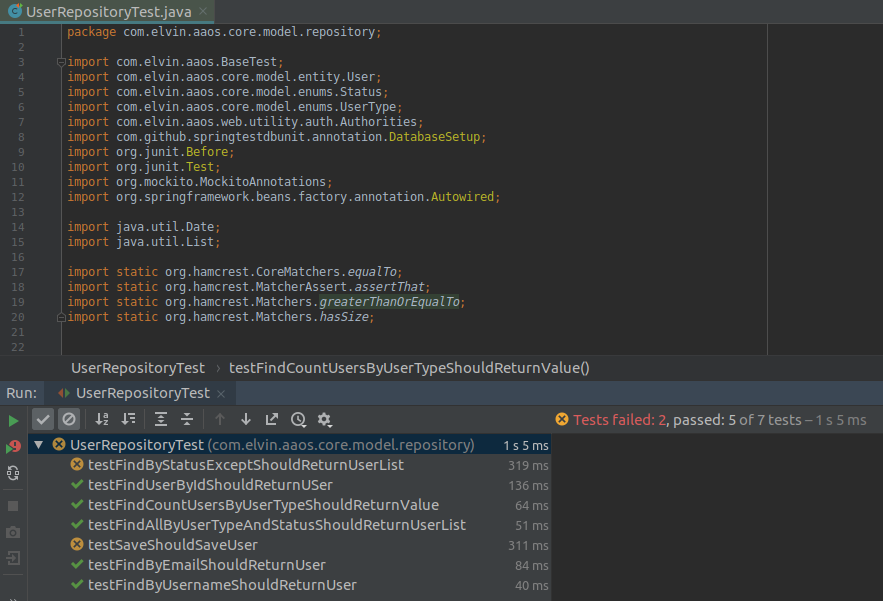 UserRepositoryTest.java
1 package com.elvin.aaos.core.model.repository;
2
3 import com.elvin.aaos.BaseTest;
4 import com.elvin.aaos.core.model.entity.User;
5 import com.elvin.aaos.core.model.enums.Status;
6 import com.elvin.aaos.core.model.enums.UserType;
7 import com.elvin.aaos.web.utility.auth.Authorities;
8 import com.github.springtestdbunit.annotation.DatabaseSetup;
9 import org.junit.Before;
10 import org.junit.Test;
11 import org.mockito.MockitoAnnotations;
12 import org.springframework.beans.factory.annotation.Autowired;
13
14 import java.util.Date;
15 import java.util.List;
16
17 import static org.hamcrest.CoreMatchers.equalTo;
18 import static org.hamcrest.MatcherAssert.assertThat;
19 import static org.hamcrest.Matchers.greaterThanOrEqualTo;
20 import static org.hamcrest.Matchers.hasSize;
21
22
UserRepositoryTest › testFindCountUsersByUserTypeShouldReturnValue()
Run: UserRepositoryTest
Tests failed: 2, passed: 5 of 7 tests – 1 s 5 ms
UserRepositoryTest (com.elvin.aaos.core.model.repository) 1 s 5 ms
testFindByStatusExceptShouldReturnUserList 319 ms
testFindUserByIdShouldReturnUSer 136 ms
testFindCountUsersByUserTypeShouldReturnValue 64 ms
testFindAllByUserTypeAndStatusShouldReturnUserList 51 ms
testSaveShouldSaveUser 311 ms
testFindByEmailShouldReturnUser 84 ms
testFindByUsernameShouldReturnUser 40 ms